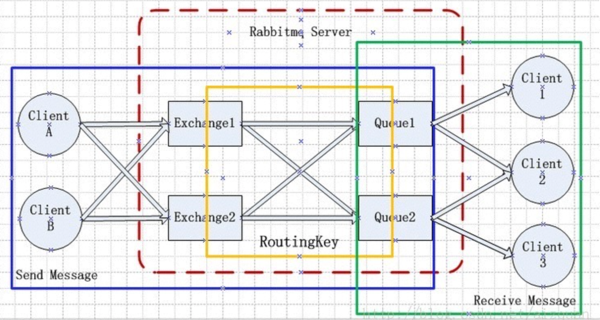 Rabbitmq Server
Client
A
Client
B
Exchange1
Exchange2
Queue1
Queue2
RoutingKey
Client
1
Client
2
Client
3
Send Message
Receive Message